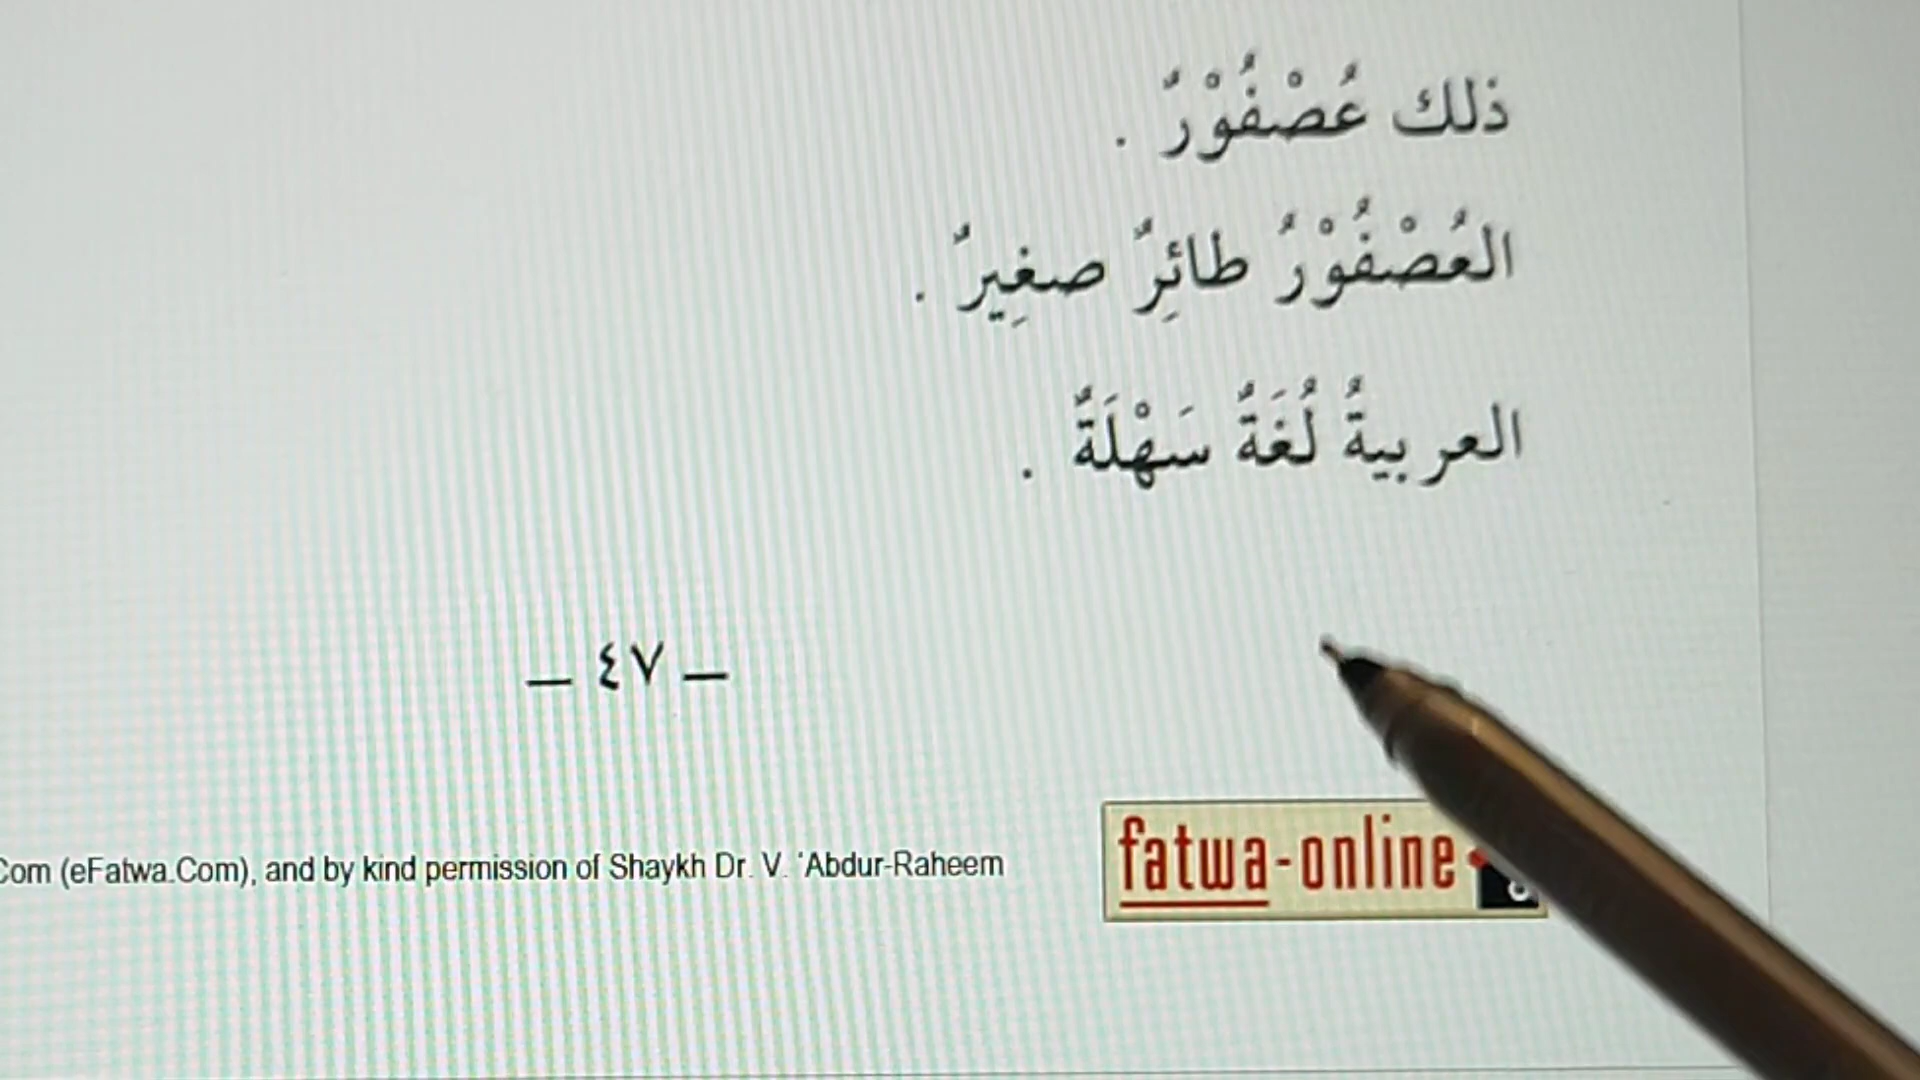 ذلك عُصْفُوْرٌ .
العُصْفُوْرُ طائِرٌ صغِيرٌ .
العربيةُ لُغَةٌ سَهْلَةٌ .
– ٤٧ –
Com (eFatwa.Com), and by kind permission of Shaykh Dr. V. 'Abdur-Raheem
fatwa-online